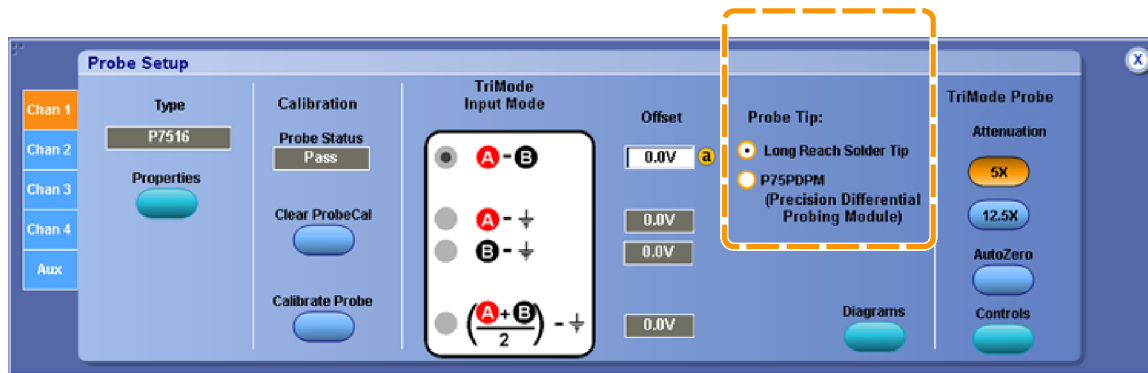 Probe Setup
X
Chan 1
Chan 2
Chan 3
Chan 4
Aux
Type
P7516
Properties
Calibration
Probe Status
Pass
Clear ProbeCal
Calibrate Probe
TriMode
Input Mode
A - B
A - ⏚
B - ⏚
(A + B / 2) - ⏚
Offset
0.0V a
0.0V
0.0V
0.0V
Probe Tip:
Long Reach Solder Tip
P75PDPM
(Precision Differential
Probing Module)
Diagrams
TriMode Probe
Attenuation
5X
12.5X
AutoZero
Controls